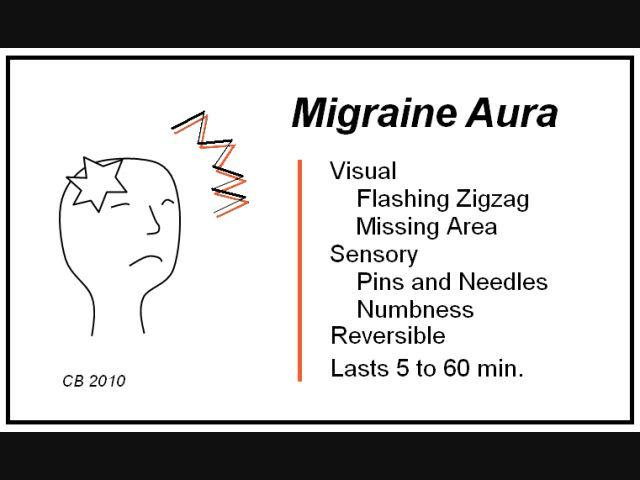 Migraine Aura
Visual
Flashing Zigzag
Missing Area
Sensory
Pins and Needles
Numbness
Reversible
Lasts 5 to 60 min.
CB 2010